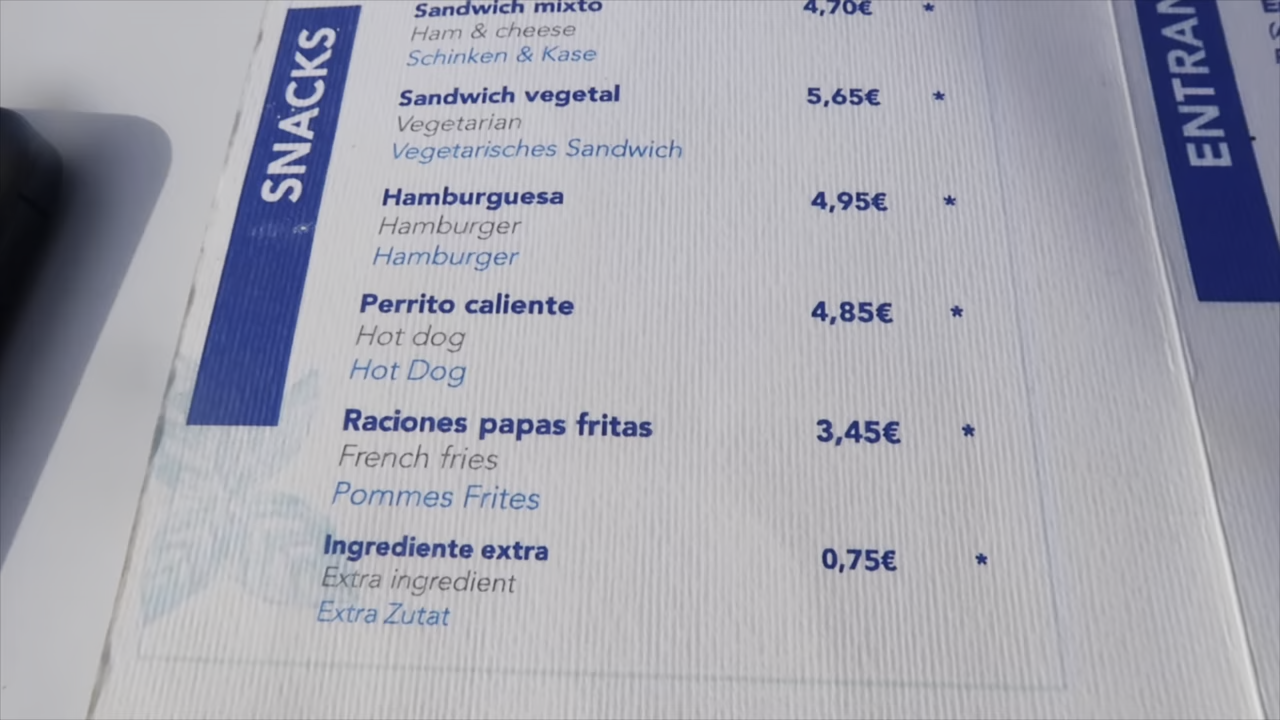 SNACKS
Sandwich mixto 4,70€ *
Ham & cheese
Schinken & Kase
Sandwich vegetal 5,65€ *
Vegetarian
Vegetarisches Sandwich
Hamburguesa 4,95€ *
Hamburger
Hamburger
Perrito caliente 4,85€ *
Hot dog
Hot Dog
Raciones papas fritas 3,45€ *
French fries
Pommes Frites
Ingrediente extra 0,75€ *
Extra ingredient
Extra Zutat